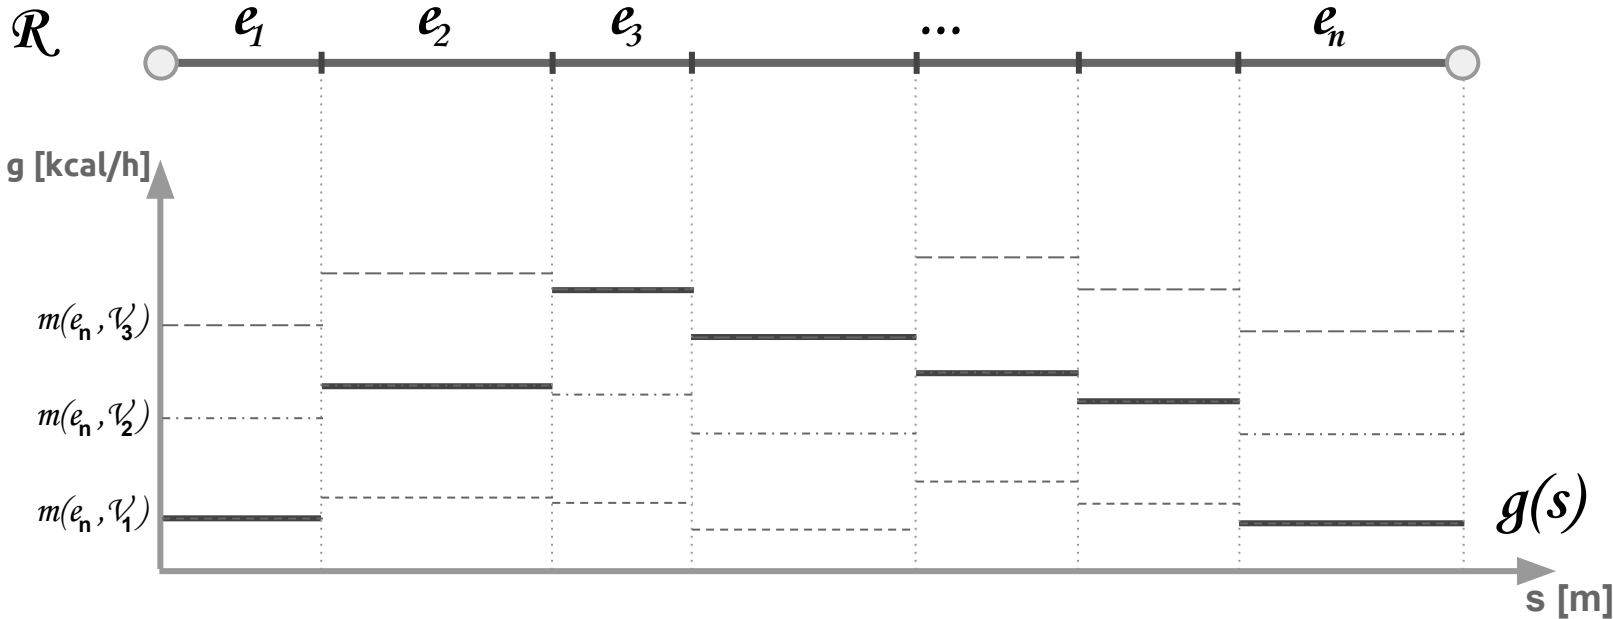 ℛ e₁ e₂ e₃ ... eₙ
g [kcal/h]
m(eₙ, 𝒱₃)
m(eₙ, 𝒱₂)
m(eₙ, 𝒱₁)
g(s)
s [m]